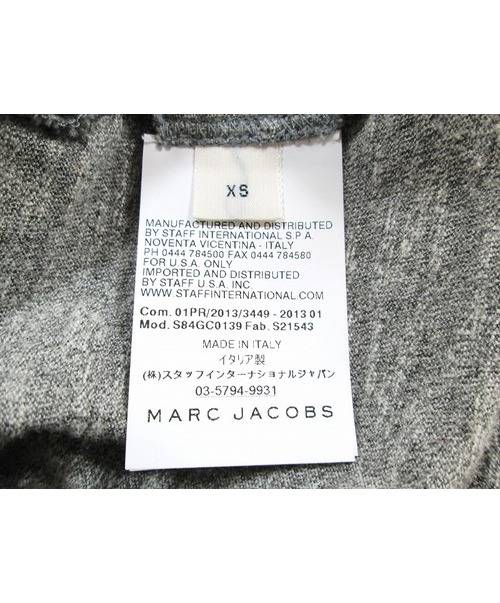 XS
MANUFACTURED AND DISTRIBUTED
BY STAFF INTERNATIONAL S.P.A.
NOVENTA VICENTINA - ITALY
PH 0444 784500 FAX 0444 784580
FOR U.S.A. ONLY
IMPORTED AND DISTRIBUTED
BY STAFF U.S.A. INC.
WWW.STAFFINTERNATIONAL.COM
Com. 01PR/2013/3449 - 2013 01
Mod. S84GC0139 Fab. S21543
MADE IN ITALY
イタリア製
(株)スタッフインターナショナルジャパン
03-5794-9931
MARC JACOBS